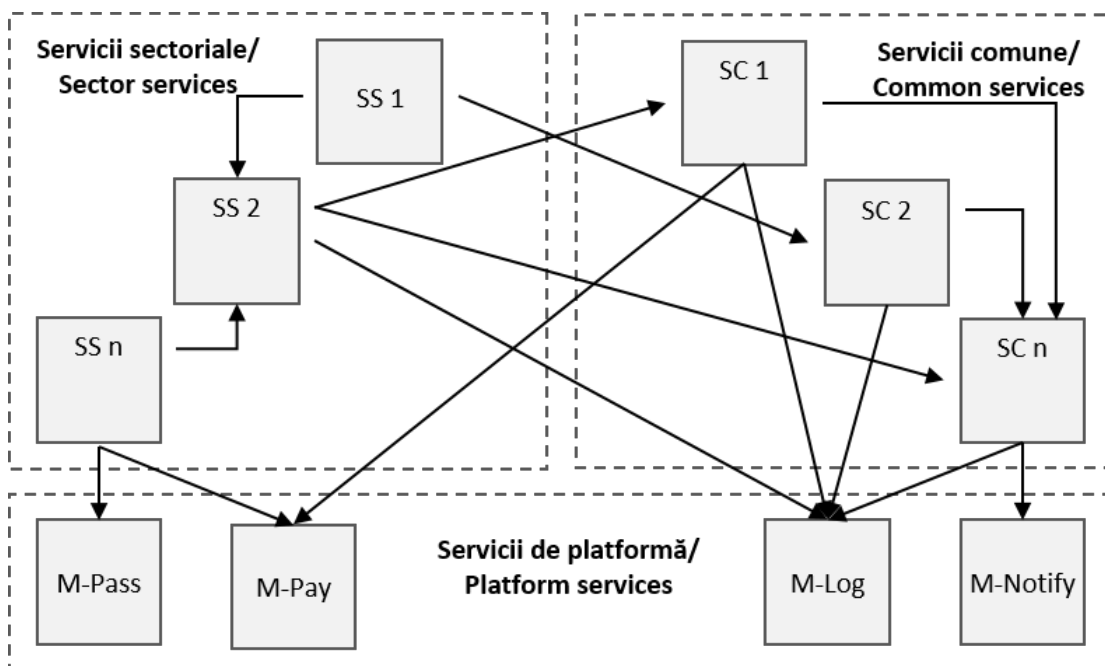 Servicii sectoriale/
Sector services
SS 1
SS 2
SS n
Servicii comune/
Common services
SC 1
SC 2
SC n
Servicii de platformă/
Platform services
M-Pass
M-Pay
M-Log
M-Notify